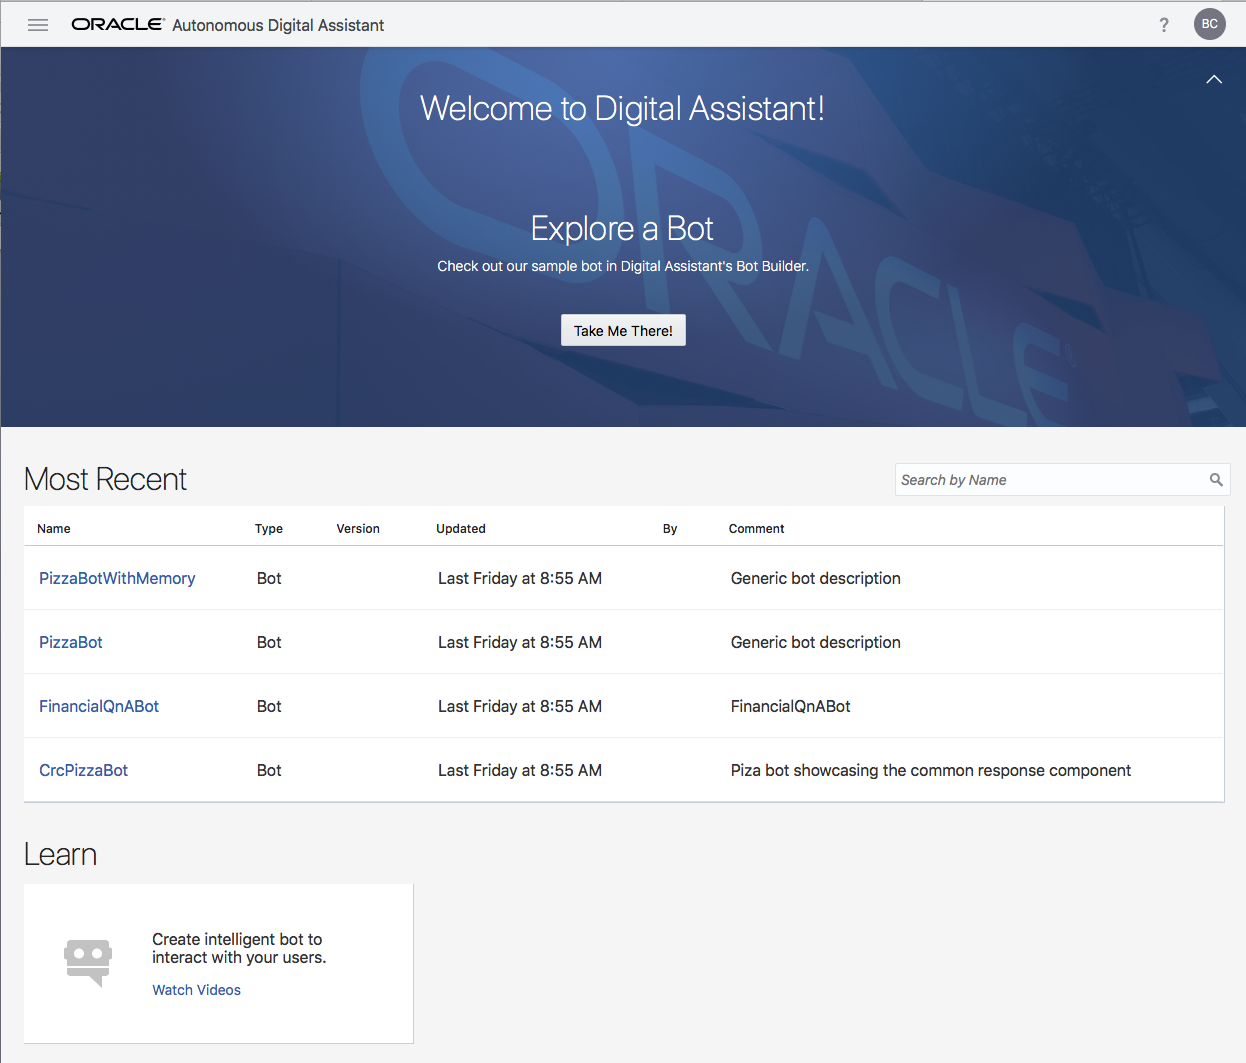 ORACLE® Autonomous Digital Assistant ? BC
Welcome to Digital Assistant!
ORACLE®
Explore a Bot
Check out our sample bot in Digital Assistant's Bot Builder.
Take Me There!
Most Recent
Search by Name
Name Type Version Updated By Comment
PizzaBotWithMemory Bot Last Friday at 8:55 AM Generic bot description
PizzaBot Bot Last Friday at 8:55 AM Generic bot description
FinancialQnABot Bot Last Friday at 8:55 AM FinancialQnABot
CrcPizzaBot Bot Last Friday at 8:55 AM Piza bot showcasing the common response component
Learn
Create intelligent bot to
interact with your users.
Watch Videos